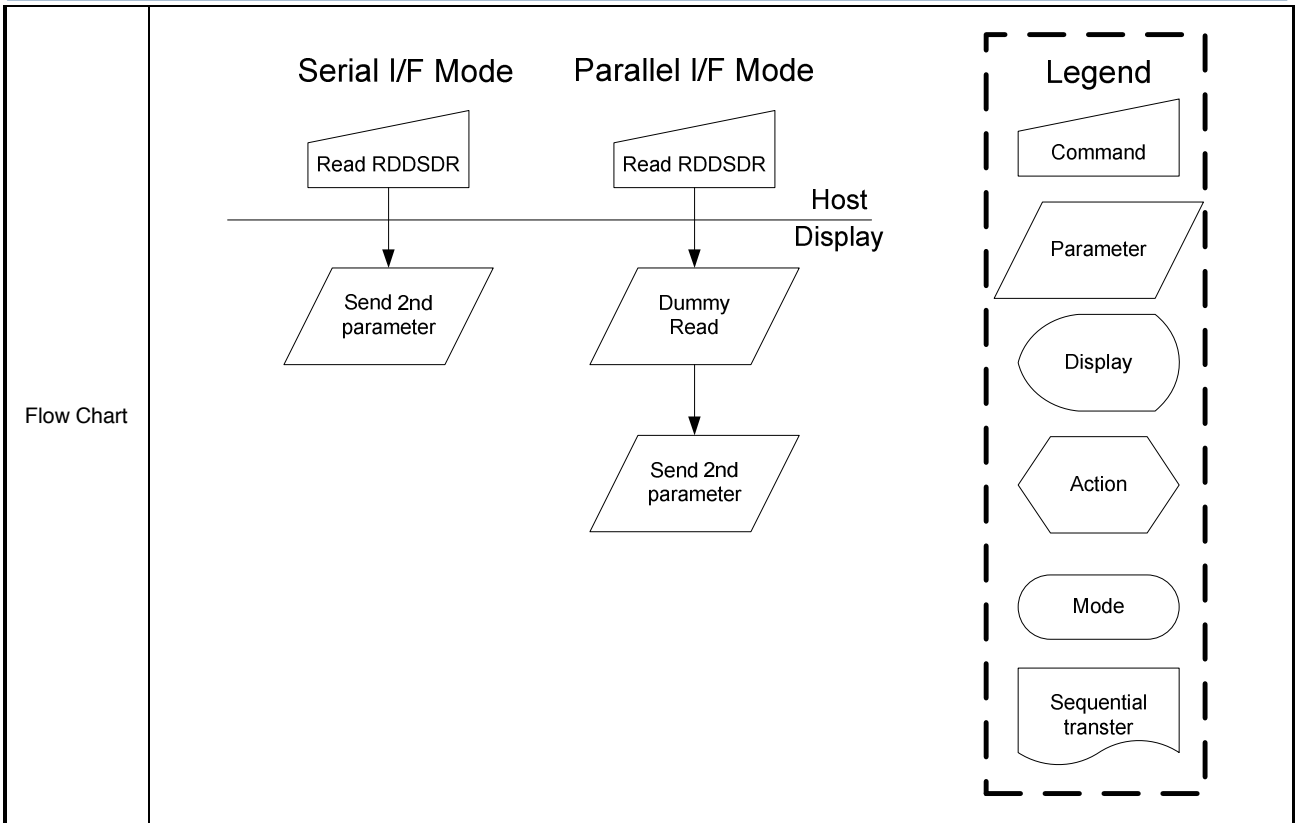 Flow Chart
Serial I/F Mode
Parallel I/F Mode
Read RDDSDR
Read RDDSDR
Host
Display
Send 2nd
parameter
Dummy
Read
Send 2nd
parameter
Legend
Command
Parameter
Display
Action
Mode
Sequential
transter